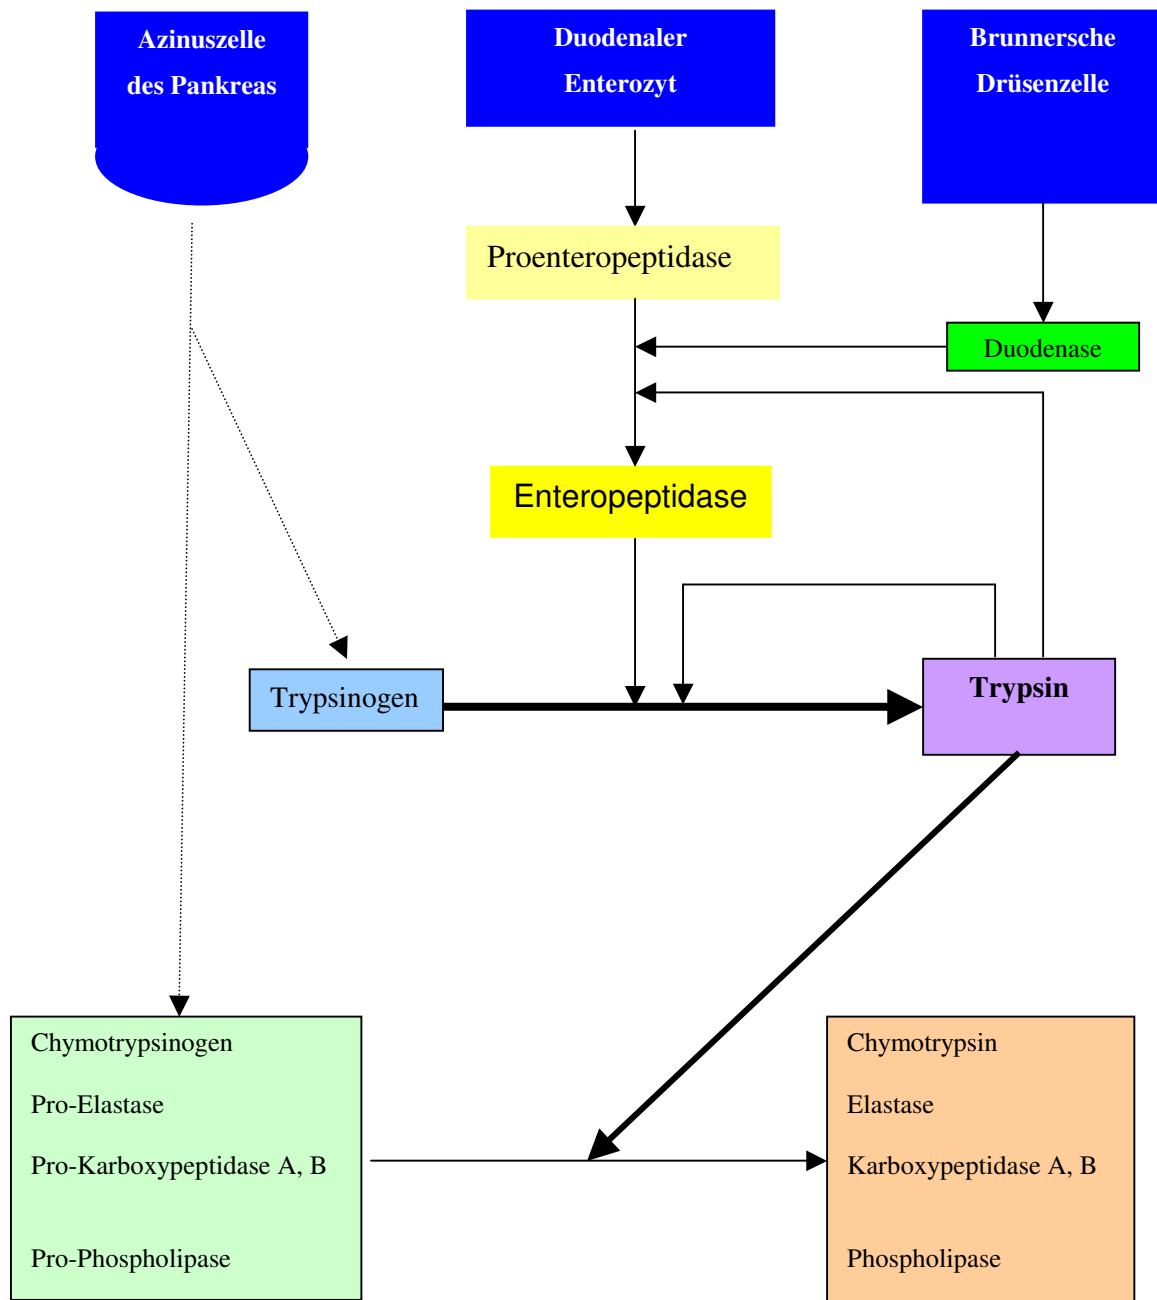 Azinuszelle
des Pankreas
Duodenaler
Enterozyt
Brunnersche
Drüsenzelle
Proenteropeptidase
Duodenase
Enteropeptidase
Trypsinogen
Trypsin
Chymotrypsinogen
Pro-Elastase
Pro-Karboxypeptidase A, B
Pro-Phospholipase
Chymotrypsin
Elastase
Karboxypeptidase A, B
Phospholipase